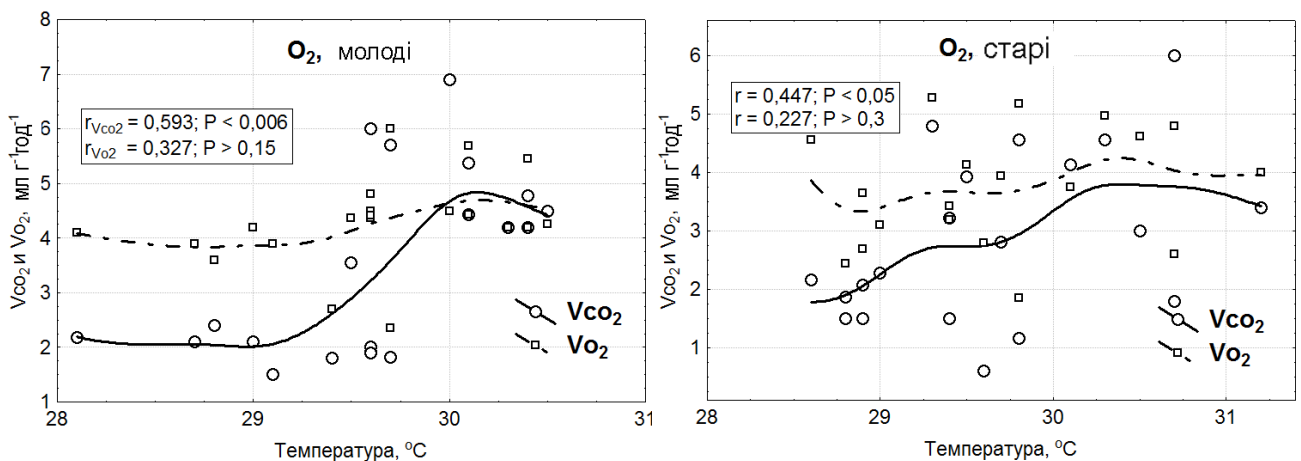 O₂, молоді
r_Vco2 = 0,593; P < 0,006
r_Vo2 = 0,327; P > 0,15
Vco₂ и Vo₂, мл г⁻¹год⁻¹
8
7
6
5
4
3
2
1
Vco₂
Vo₂
28
29
30
31
Температура, °C
O₂, старі
r = 0,447; P < 0,05
r = 0,227; P > 0,3
Vco₂ и Vo₂, мл г⁻¹год⁻¹
6
5
4
3
2
1
Vco₂
Vo₂
28
29
30
31
Температура, °C